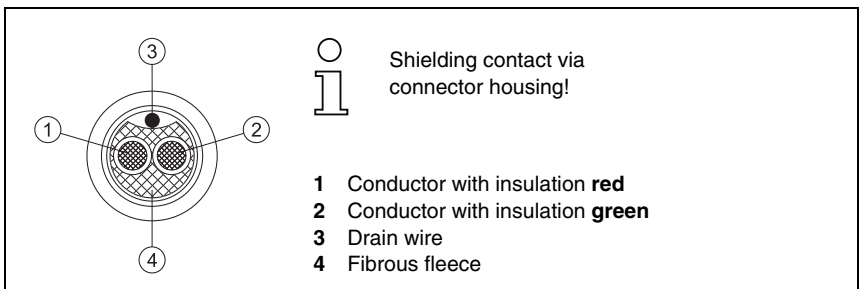 3
1
2
4
Shielding contact via
connector housing!
1 Conductor with insulation red
2 Conductor with insulation green
3 Drain wire
4 Fibrous fleece